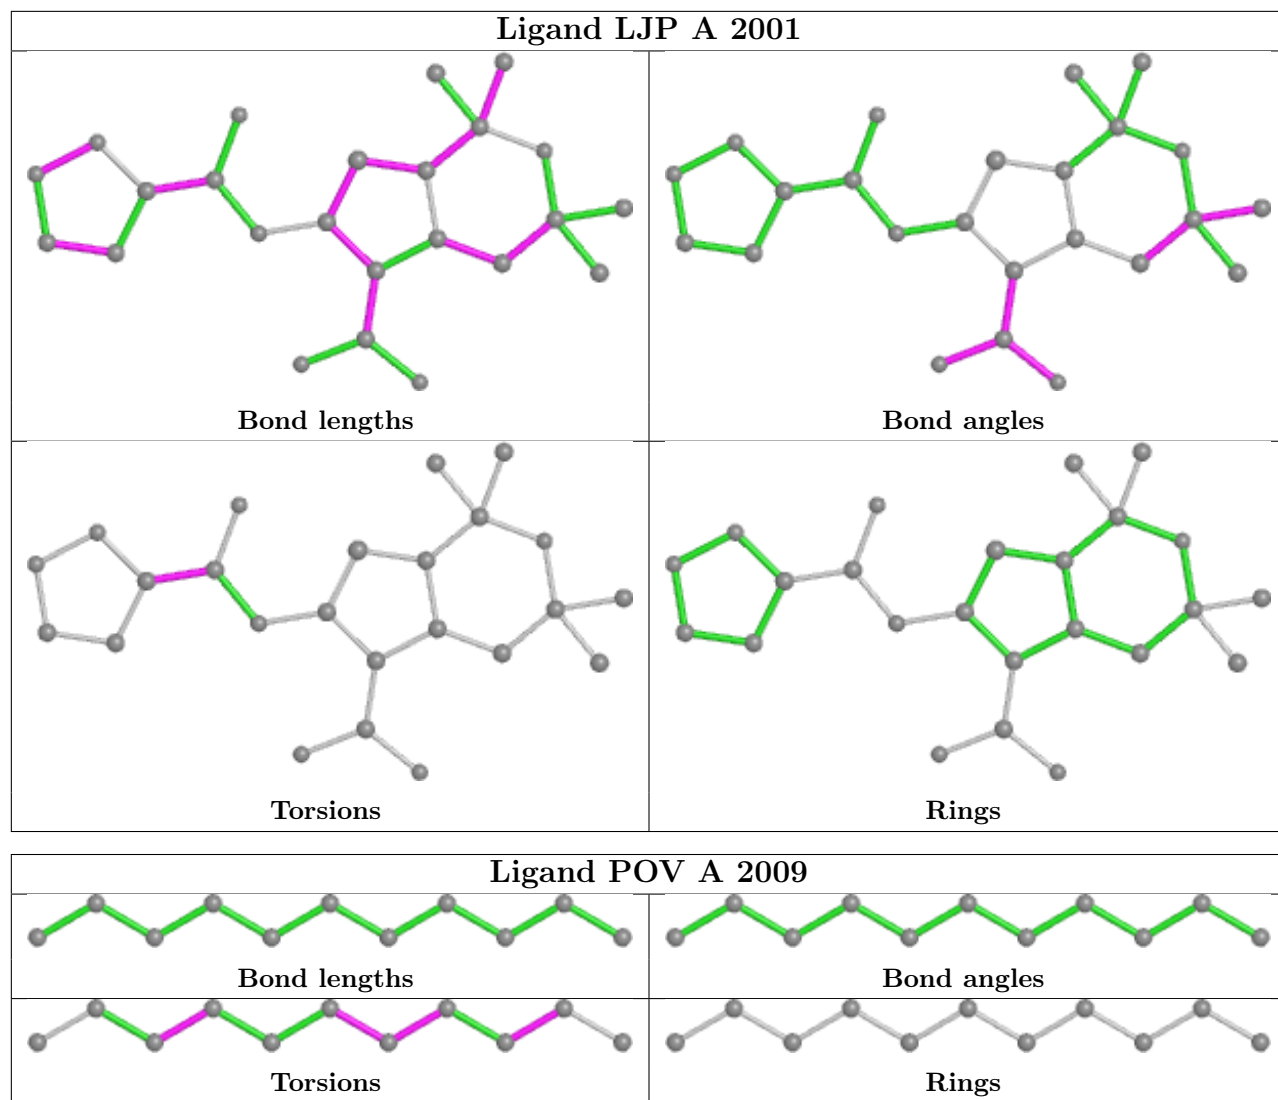 Ligand LJP A 2001
Bond lengths
Bond angles
Torsions
Rings
Ligand POV A 2009
Bond lengths
Bond angles
Torsions
Rings